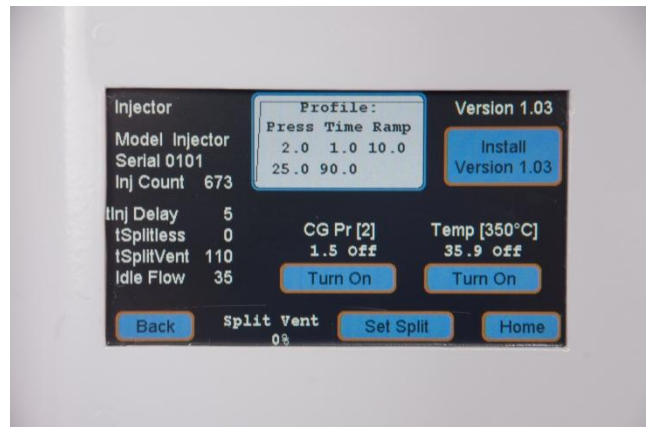 Injector
Model Injector
Serial 0101
Inj Count 673
tInj Delay 5
tSplitless 0
tSplitVent 110
Idle Flow 35
Profile:
Press Time Ramp
2.0 1.0 10.0
25.0 90.0
Version 1.03
Install
Version 1.03
CG Pr [2]
1.5 Off
Turn On
Temp [350°C]
35.9 Off
Turn On
Back
Split Vent
0%
Set Split
Home